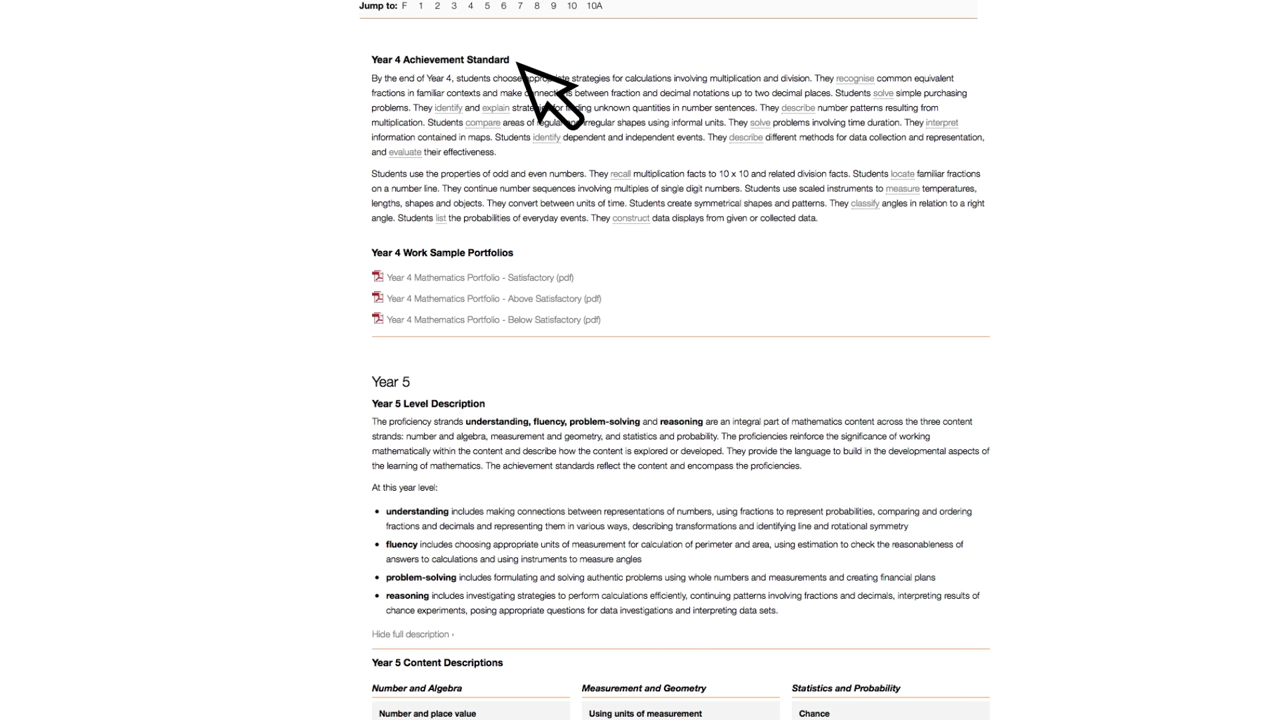 Jump to: F 1 2 3 4 5 6 7 8 9 10 10A
Year 4 Achievement Standard
By the end of Year 4, students choose appropriate strategies for calculations involving multiplication and division. They recognise common equivalent
fractions in familiar contexts and make connections between fraction and decimal notations up to two decimal places. Students solve simple purchasing
problems. They identify and explain strategies for finding unknown quantities in number sentences. They describe number patterns resulting from
multiplication. Students compare areas of regular and irregular shapes using informal units. They solve problems involving time duration. They interpret
information contained in maps. Students identify dependent and independent events. They describe different methods for data collection and representation,
and evaluate their effectiveness.
Students use the properties of odd and even numbers. They recall multiplication facts to 10 x 10 and related division facts. Students locate familiar fractions
on a number line. They continue number sequences involving multiples of single digit numbers. Students use scaled instruments to measure temperatures,
lengths, shapes and objects. They convert between units of time. Students create symmetrical shapes and patterns. They classify angles in relation to a right
angle. Students list the probabilities of everyday events. They construct data displays from given or collected data.
Year 4 Work Sample Portfolios
Year 4 Mathematics Portfolio - Satisfactory (pdf)
Year 4 Mathematics Portfolio - Above Satisfactory (pdf)
Year 4 Mathematics Portfolio - Below Satisfactory (pdf)
Year 5
Year 5 Level Description
The proficiency strands understanding, fluency, problem-solving and reasoning are an integral part of mathematics content across the three content
strands: number and algebra, measurement and geometry, and statistics and probability. The proficiencies reinforce the significance of working
mathematically within the content and describe how the content is explored or developed. They provide the language to build in the developmental aspects of
the learning of mathematics. The achievement standards reflect the content and encompass the proficiencies.
At this year level:
• understanding includes making connections between representations of numbers, using fractions to represent probabilities, comparing and ordering
fractions and decimals and representing them in various ways, describing transformations and identifying line and rotational symmetry
• fluency includes choosing appropriate units of measurement for calculation of perimeter and area, using estimation to check the reasonableness of
answers to calculations and using instruments to measure angles
• problem-solving includes formulating and solving authentic problems using whole numbers and measurements and creating financial plans
• reasoning includes investigating strategies to perform calculations efficiently, continuing patterns involving fractions and decimals, interpreting results of
chance experiments, posing appropriate questions for data investigations and interpreting data sets.
Hide full description ›
Year 5 Content Descriptions
Number and Algebra
Measurement and Geometry
Statistics and Probability
Number and place value
Using units of measurement
Chance